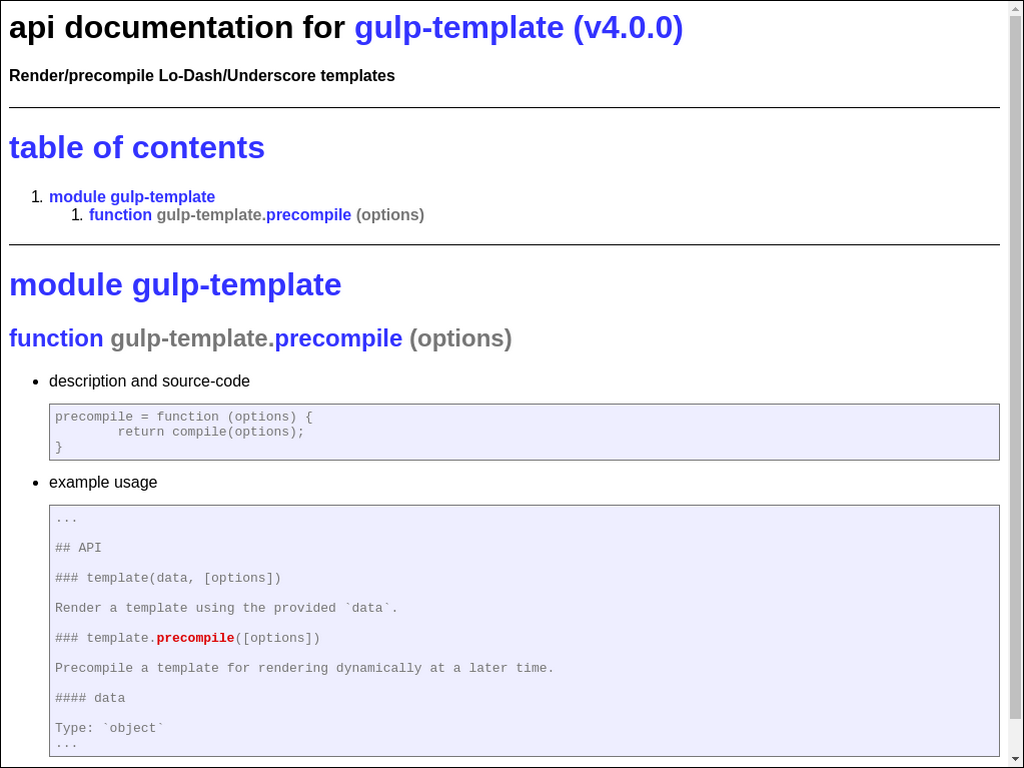 api documentation for gulp-template (v4.0.0)
Render/precompile Lo-Dash/Underscore templates
table of contents
1. module gulp-template
1. function gulp-template.precompile (options)
module gulp-template
function gulp-template.precompile (options)
• description and source-code
precompile = function (options) {
        return compile(options);
}
• example usage
...
## API
### template(data, [options])
Render a template using the provided `data`.
### template.precompile([options])
Precompile a template for rendering dynamically at a later time.
#### data
Type: `object`
...